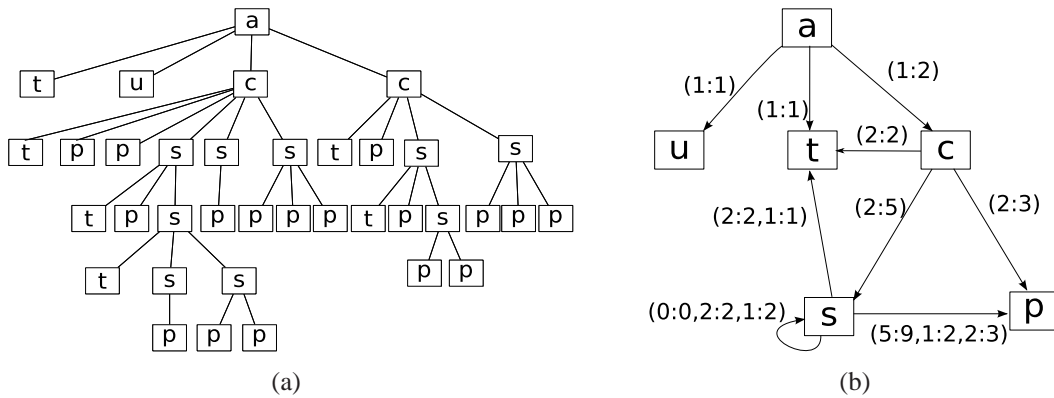 a
t u c c
t p p s s s t p s s
t p s p p p p t p s p p p
t s s p p
p p p
(a)
a
(1:1) (1:1) (1:2)
u t (2:2) c
(2:2,1:1) (2:5) (2:3)
(0:0,2:2,1:2) s (5:9,1:2,2:3) p
(b)